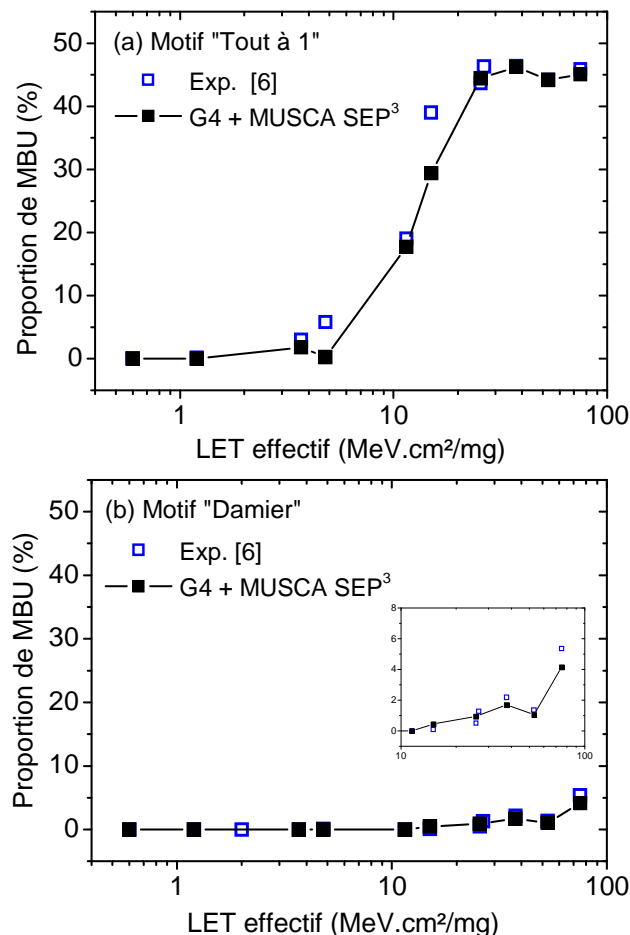 (a) Motif "Tout à 1"
Exp. [6]
G4 + MUSCA SEP³
Proportion de MBU (%)
50
40
30
20
10
0
1
10
100
LET effectif (MeV.cm²/mg)
(b) Motif "Damier"
Exp. [6]
G4 + MUSCA SEP³
Proportion de MBU (%)
50
40
30
20
10
0
8
6
4
2
0
10
100
1
10
100
LET effectif (MeV.cm²/mg)